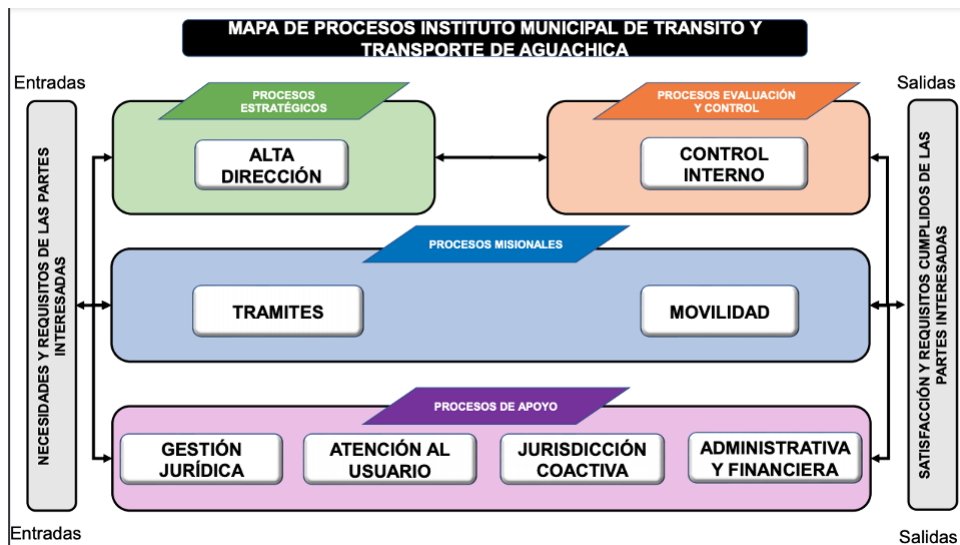 MAPA DE PROCESOS INSTITUTO MUNICIPAL DE TRANSITO Y
TRANSPORTE DE AGUACHICA
Entradas
Salidas
PROCESOS
ESTRATÉGICOS
PROCESOS EVALUACIÓN
Y CONTROL
ALTA
DIRECCIÓN
CONTROL
INTERNO
NECESIDADES Y REQUISITOS DE LAS PARTES
INTERESADAS
SATISFACCIÓN Y REQUISITOS CUMPLIDOS DE LAS
PARTES INTERESADAS
PROCESOS MISIONALES
TRAMITES
MOVILIDAD
PROCESOS DE APOYO
GESTIÓN
JURÍDICA
ATENCIÓN AL
USUARIO
JURISDICCIÓN
COACTIVA
ADMINISTRATIVA
Y FINANCIERA
Entradas
Salidas